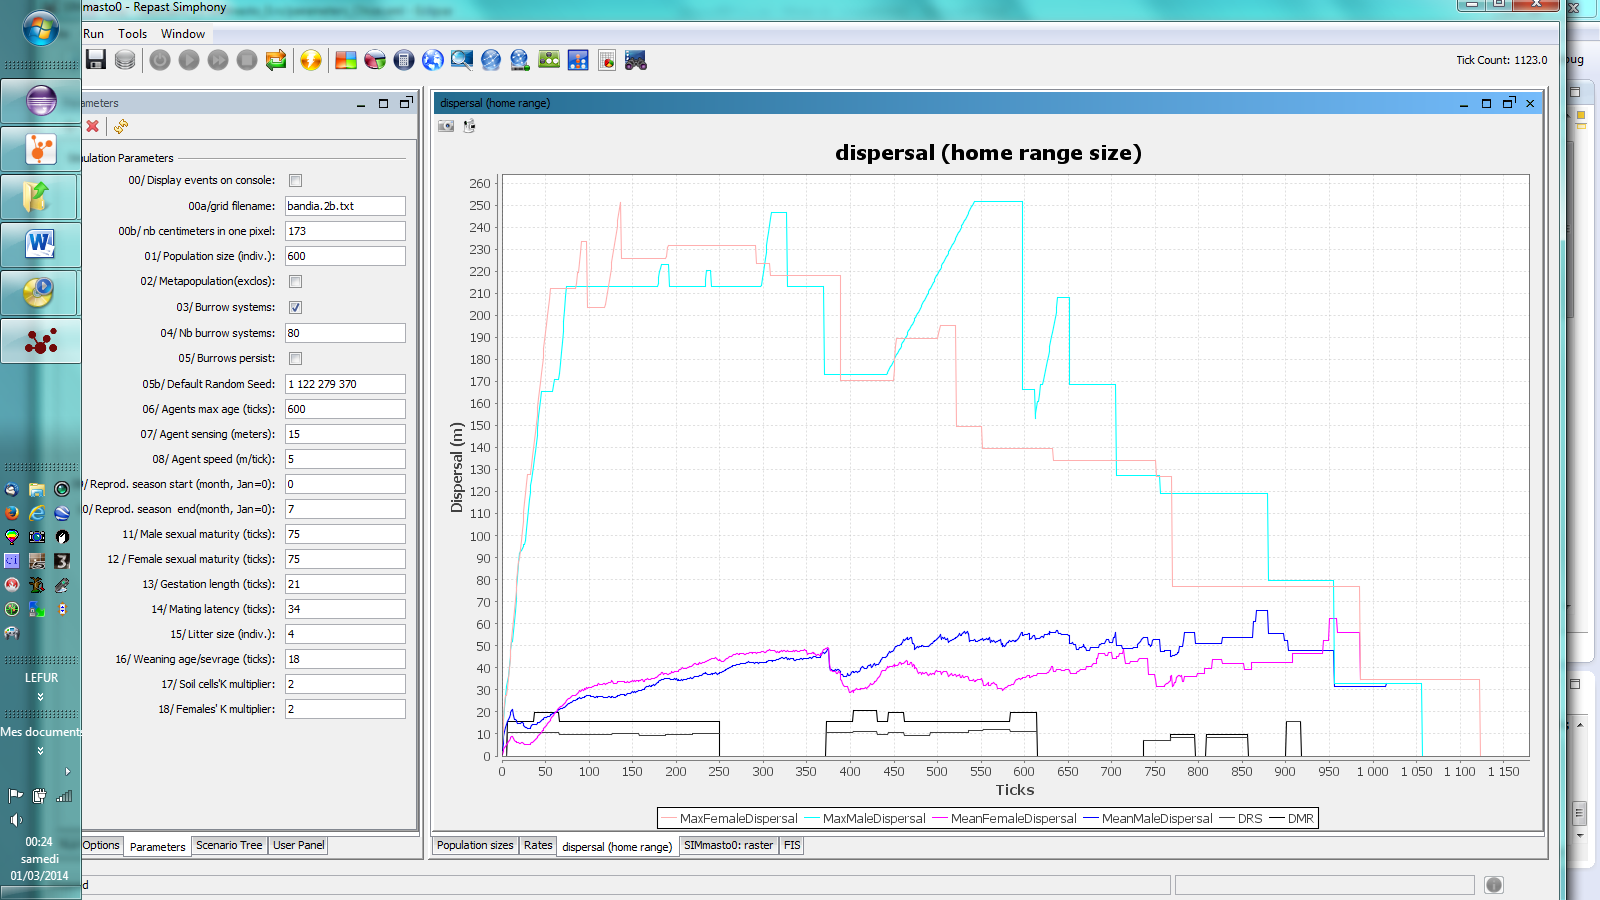 mmasto0 - Repast Simphony
Run Tools Window
Tick Count: 1123.0
ameters
dispersal (home range)
ulation Parameters
00/ Display events on console:
00a/grid filename: bandia.2b.txt
00b/ nb centimeters in one pixel: 173
01/ Population size (indiv.): 600
02/ Metapopulation(exclos):
03/ Burrow systems:
04/ Nb burrow systems: 80
05/ Burrows persist:
05b/ Default Random Seed: 1 122 279 370
06/ Agents max age (ticks): 600
07/ Agent sensing (meters): 15
08/ Agent speed (m/tick): 5
9/ Reprod. season start (month, Jan=0): 0
0/ Reprod. season end(month, Jan=0): 7
11/ Male sexual maturity (ticks): 75
12 / Female sexual maturity (ticks): 75
13/ Gestation length (ticks): 21
14/ Mating latency (ticks): 34
15/ Litter size (indiv.): 4
16/ Weaning age/sevrage (ticks): 18
17/ Soil cells'K multiplier: 2
18/ Females' K multiplier: 2
Options Parameters Scenario Tree User Panel
dispersal (home range size)
Dispersal (m)
260
250
240
230
220
210
200
190
180
170
160
150
140
130
120
110
100
90
80
70
60
50
40
30
20
10
0
0 50 100 150 200 250 300 350 400 450 500 550 600 650 700 750 800 850 900 950 1 000 1 050 1 100 1 150
Ticks
MaxFemaleDispersal MaxMaleDispersal MeanFemaleDispersal MeanMaleDispersal DRS DMR
Population sizes Rates dispersal (home range) SIMmasto0: raster FIS
LEFUR
Mes documents
00:24
samedi
01/03/2014
d
ug